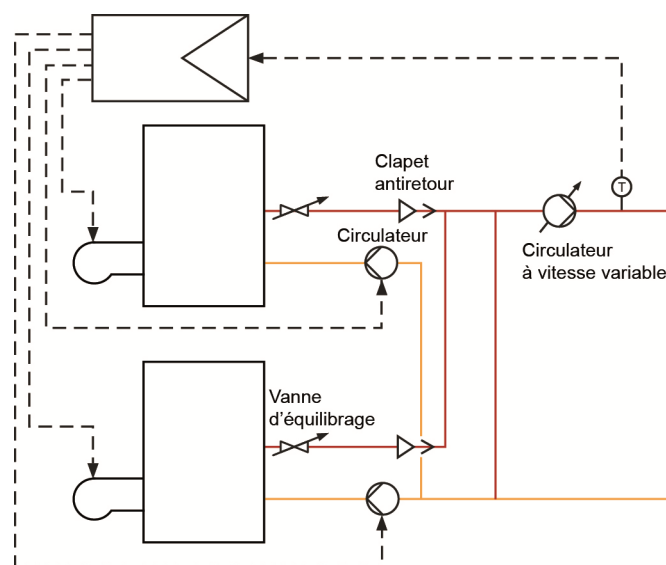 Clapet
antiretour
T
Circulateur
Circulateur
à vitesse variable
Vanne
d'équilibrage